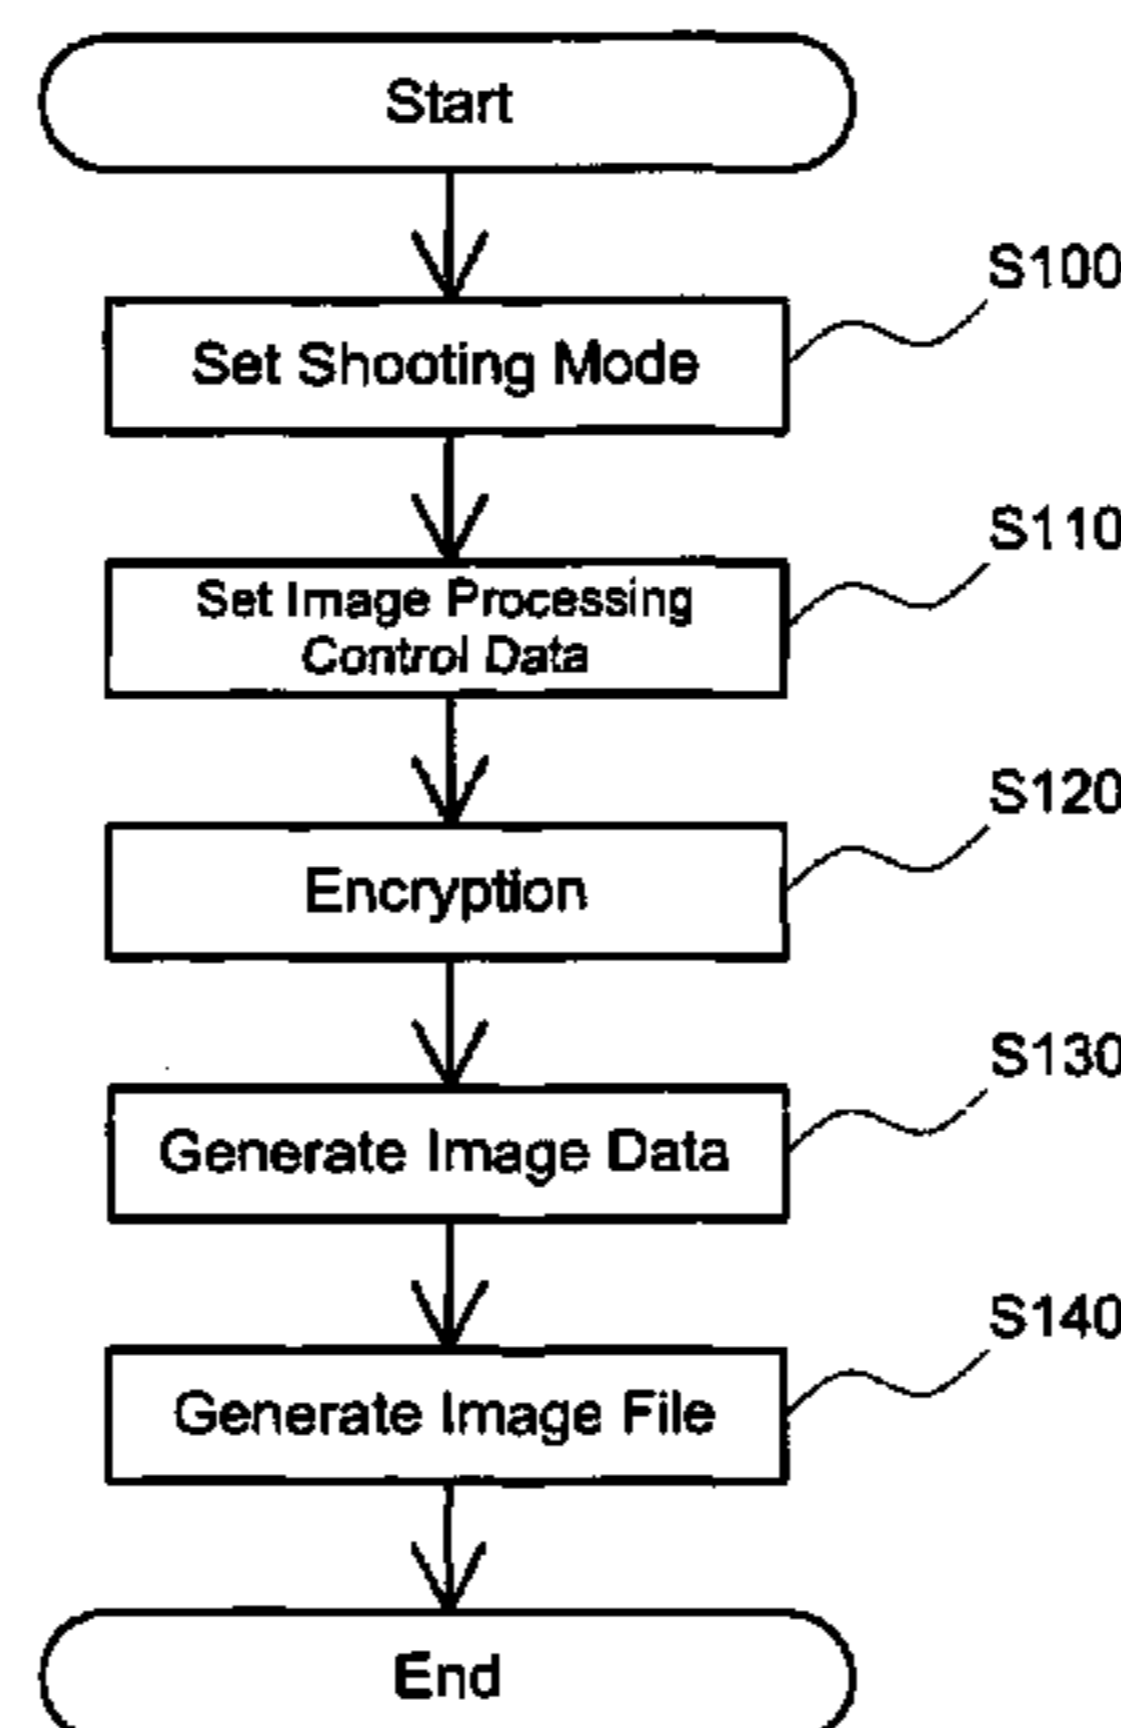 Start
S100
Set Shooting Mode
S110
Set Image Processing
Control Data
S120
Encryption
S130
Generate Image Data
S140
Generate Image File
End